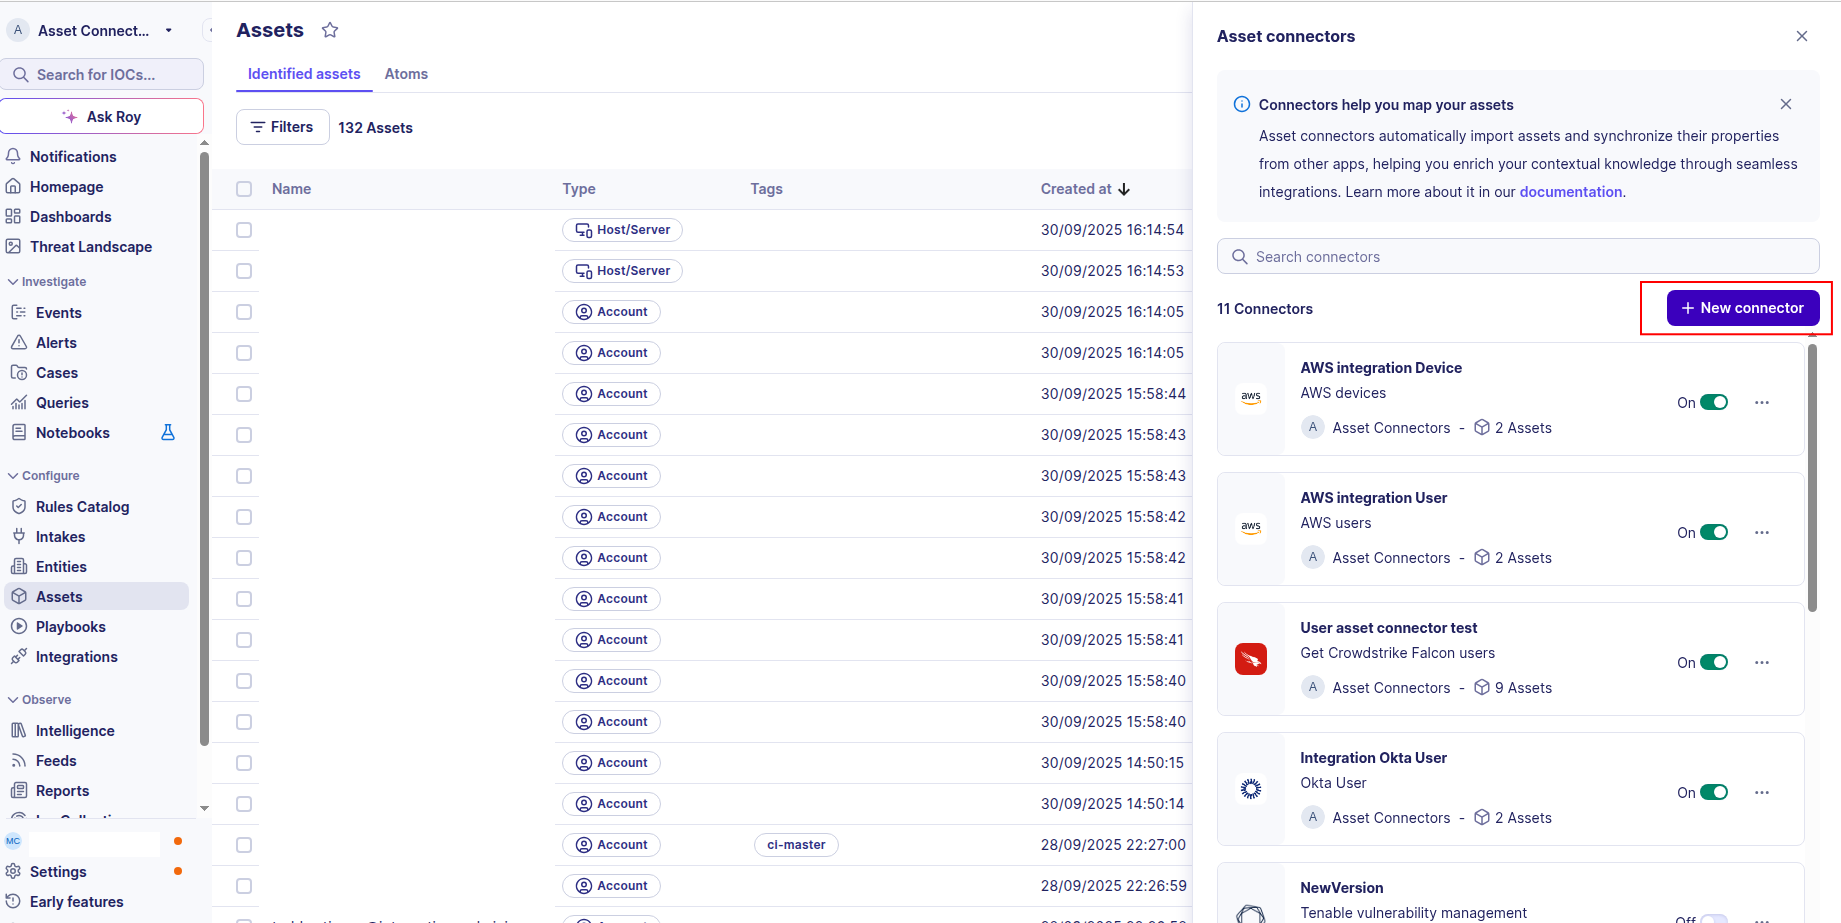 A Asset Connect...
Search for IOCs...
Ask Roy
Notifications
Homepage
Dashboards
Threat Landscape
Investigate
Events
Alerts
Cases
Queries
Notebooks
Configure
Rules Catalog
Intakes
Entities
Assets
Playbooks
Integrations
Observe
Intelligence
Feeds
Reports
MC
Settings
Early features
Assets
Identified assets Atoms
Filters 132 Assets
Name Type Tags Created at
Host/Server 30/09/2025 16:14:54
Host/Server 30/09/2025 16:14:53
Account 30/09/2025 16:14:05
Account 30/09/2025 16:14:05
Account 30/09/2025 15:58:44
Account 30/09/2025 15:58:43
Account 30/09/2025 15:58:43
Account 30/09/2025 15:58:42
Account 30/09/2025 15:58:42
Account 30/09/2025 15:58:41
Account 30/09/2025 15:58:41
Account 30/09/2025 15:58:40
Account 30/09/2025 15:58:40
Account 30/09/2025 14:50:15
Account 30/09/2025 14:50:14
Account ci-master 28/09/2025 22:27:00
Account 28/09/2025 22:26:59
Asset connectors
Connectors help you map your assets
Asset connectors automatically import assets and synchronize their properties
from other apps, helping you enrich your contextual knowledge through seamless
integrations. Learn more about it in our documentation.
Search connectors
11 Connectors
+ New connector
AWS integration Device
aws AWS devices On
A Asset Connectors - 2 Assets
AWS integration User
aws AWS users On
A Asset Connectors - 2 Assets
User asset connector test
Get Crowdstrike Falcon users On
A Asset Connectors - 9 Assets
Integration Okta User
Okta User On
A Asset Connectors - 2 Assets
NewVersion
Tenable vulnerability management Off